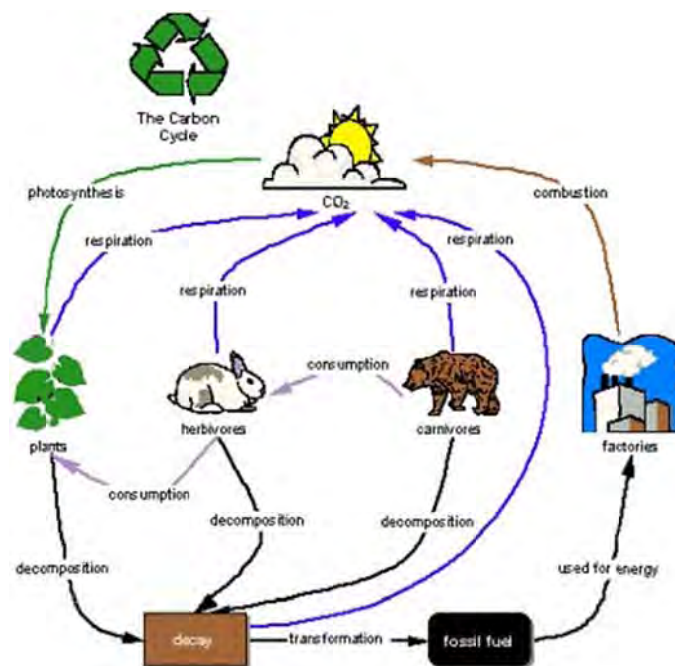 The Carbon
Cycle
CO₂
photosynthesis
combustion
respiration
respiration
respiration
respiration
consumption
plants
herbivores
carnivores
factories
consumption
decomposition
decomposition
decomposition
used for energy
decay
transformation
fossil fuel